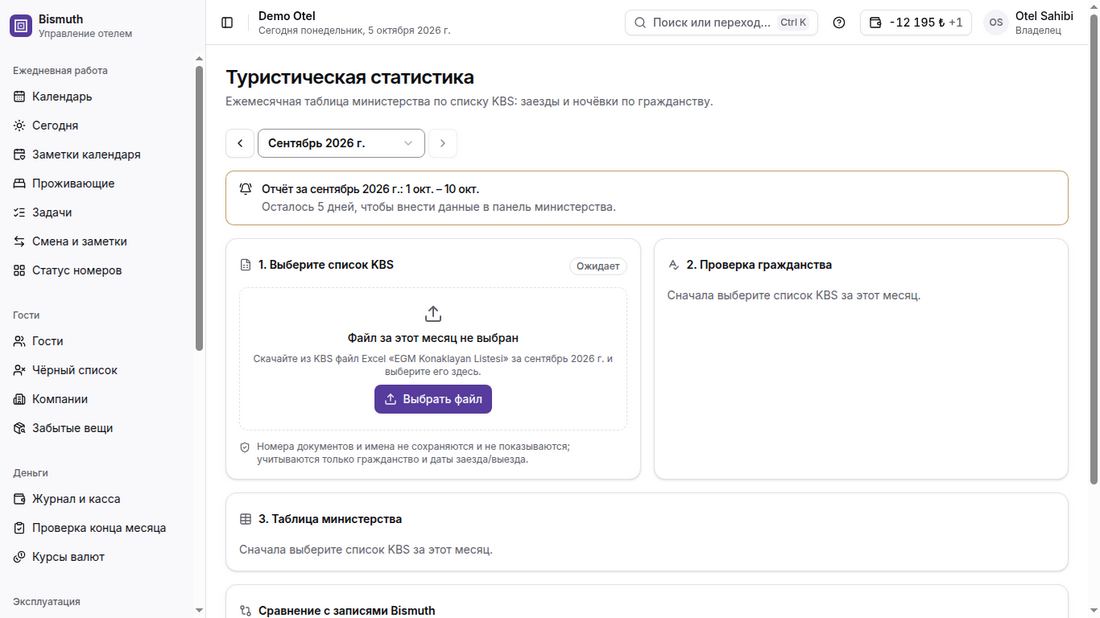 Bismuth
Управление отелем
Ежедневная работа
Календарь
Сегодня
Заметки календаря
Проживающие
Задачи
Смена и заметки
Статус номеров
Гости
Гости
Чёрный список
Компании
Забытые вещи
Деньги
Журнал и касса
Проверка конца месяца
Курсы валют
Эксплуатация
Demo Otel
Сегодня понедельник, 5 октября 2026 г.
Поиск или переход... Ctrl K
-12 195 ₺ +1
OS
Otel Sahibi
Владелец
Туристическая статистика
Ежемесячная таблица министерства по списку KBS: заезды и ночёвки по гражданству.
Сентябрь 2026 г.
Отчёт за сентябрь 2026 г.: 1 окт. – 10 окт.
Осталось 5 дней, чтобы внести данные в панель министерства.
1. Выберите список KBS
Ожидает
Файл за этот месяц не выбран
Скачайте из KBS файл Excel «EGM Konaklayan Listesi» за сентябрь 2026 г. и
выберите его здесь.
Выбрать файл
Номера документов и имена не сохраняются и не показываются;
учитываются только гражданство и даты заезда/выезда.
2. Проверка гражданства
Сначала выберите список KBS за этот месяц.
3. Таблица министерства
Сначала выберите список KBS за этот месяц.
Сравнение с записями Bismuth